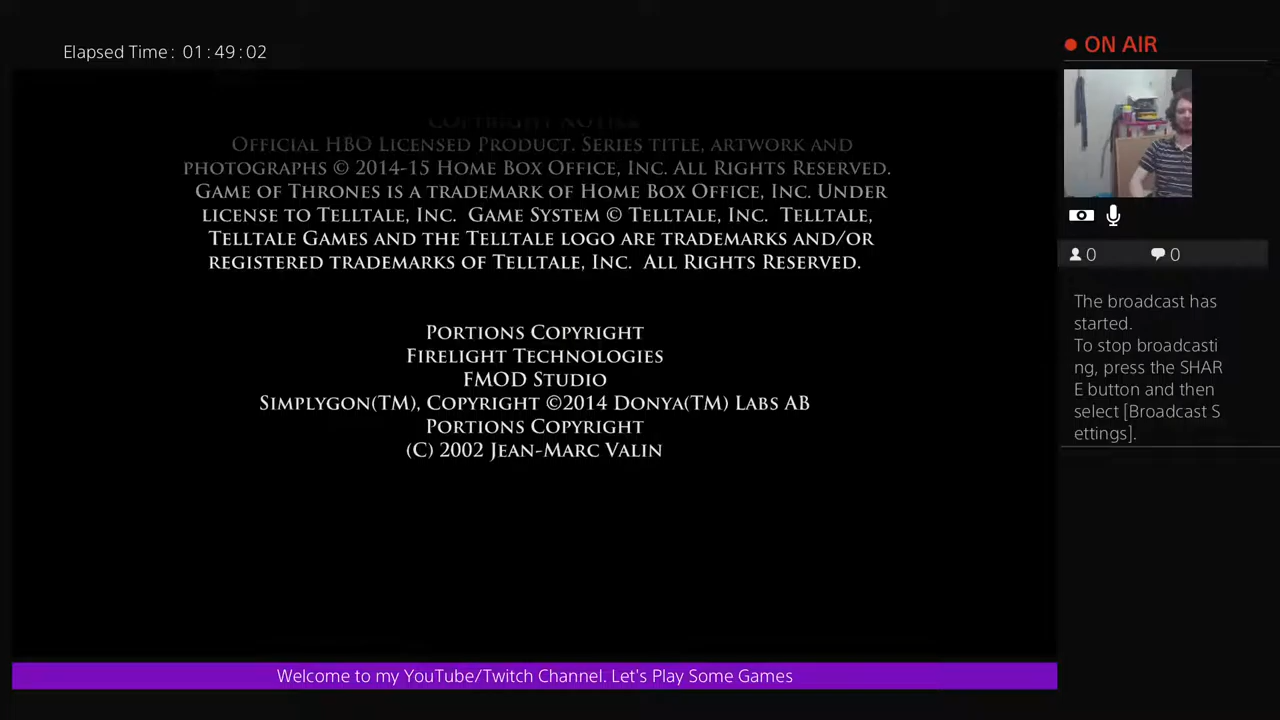 Elapsed Time: 01:49:02
ON AIR
COPYRIGHT NOTICE
OFFICIAL HBO LICENSED PRODUCT. SERIES TITLE, ARTWORK AND
PHOTOGRAPHS © 2014-15 HOME BOX OFFICE, INC. ALL RIGHTS RESERVED.
GAME OF THRONES IS A TRADEMARK OF HOME BOX OFFICE, INC. UNDER
LICENSE TO TELLTALE, INC. GAME SYSTEM © TELLTALE, INC. TELLTALE,
TELLTALE GAMES AND THE TELLTALE LOGO ARE TRADEMARKS AND/OR
REGISTERED TRADEMARKS OF TELLTALE, INC. ALL RIGHTS RESERVED.
PORTIONS COPYRIGHT
FIRELIGHT TECHNOLOGIES
FMOD STUDIO
SIMPLYGON(TM), COPYRIGHT ©2014 DONYA(TM) LABS AB
PORTIONS COPYRIGHT
(C) 2002 JEAN-MARC VALIN
0
0
The broadcast has
started.
To stop broadcasti
ng, press the SHAR
E button and then
select [Broadcast S
ettings].
Welcome to my YouTube/Twitch Channel. Let's Play Some Games